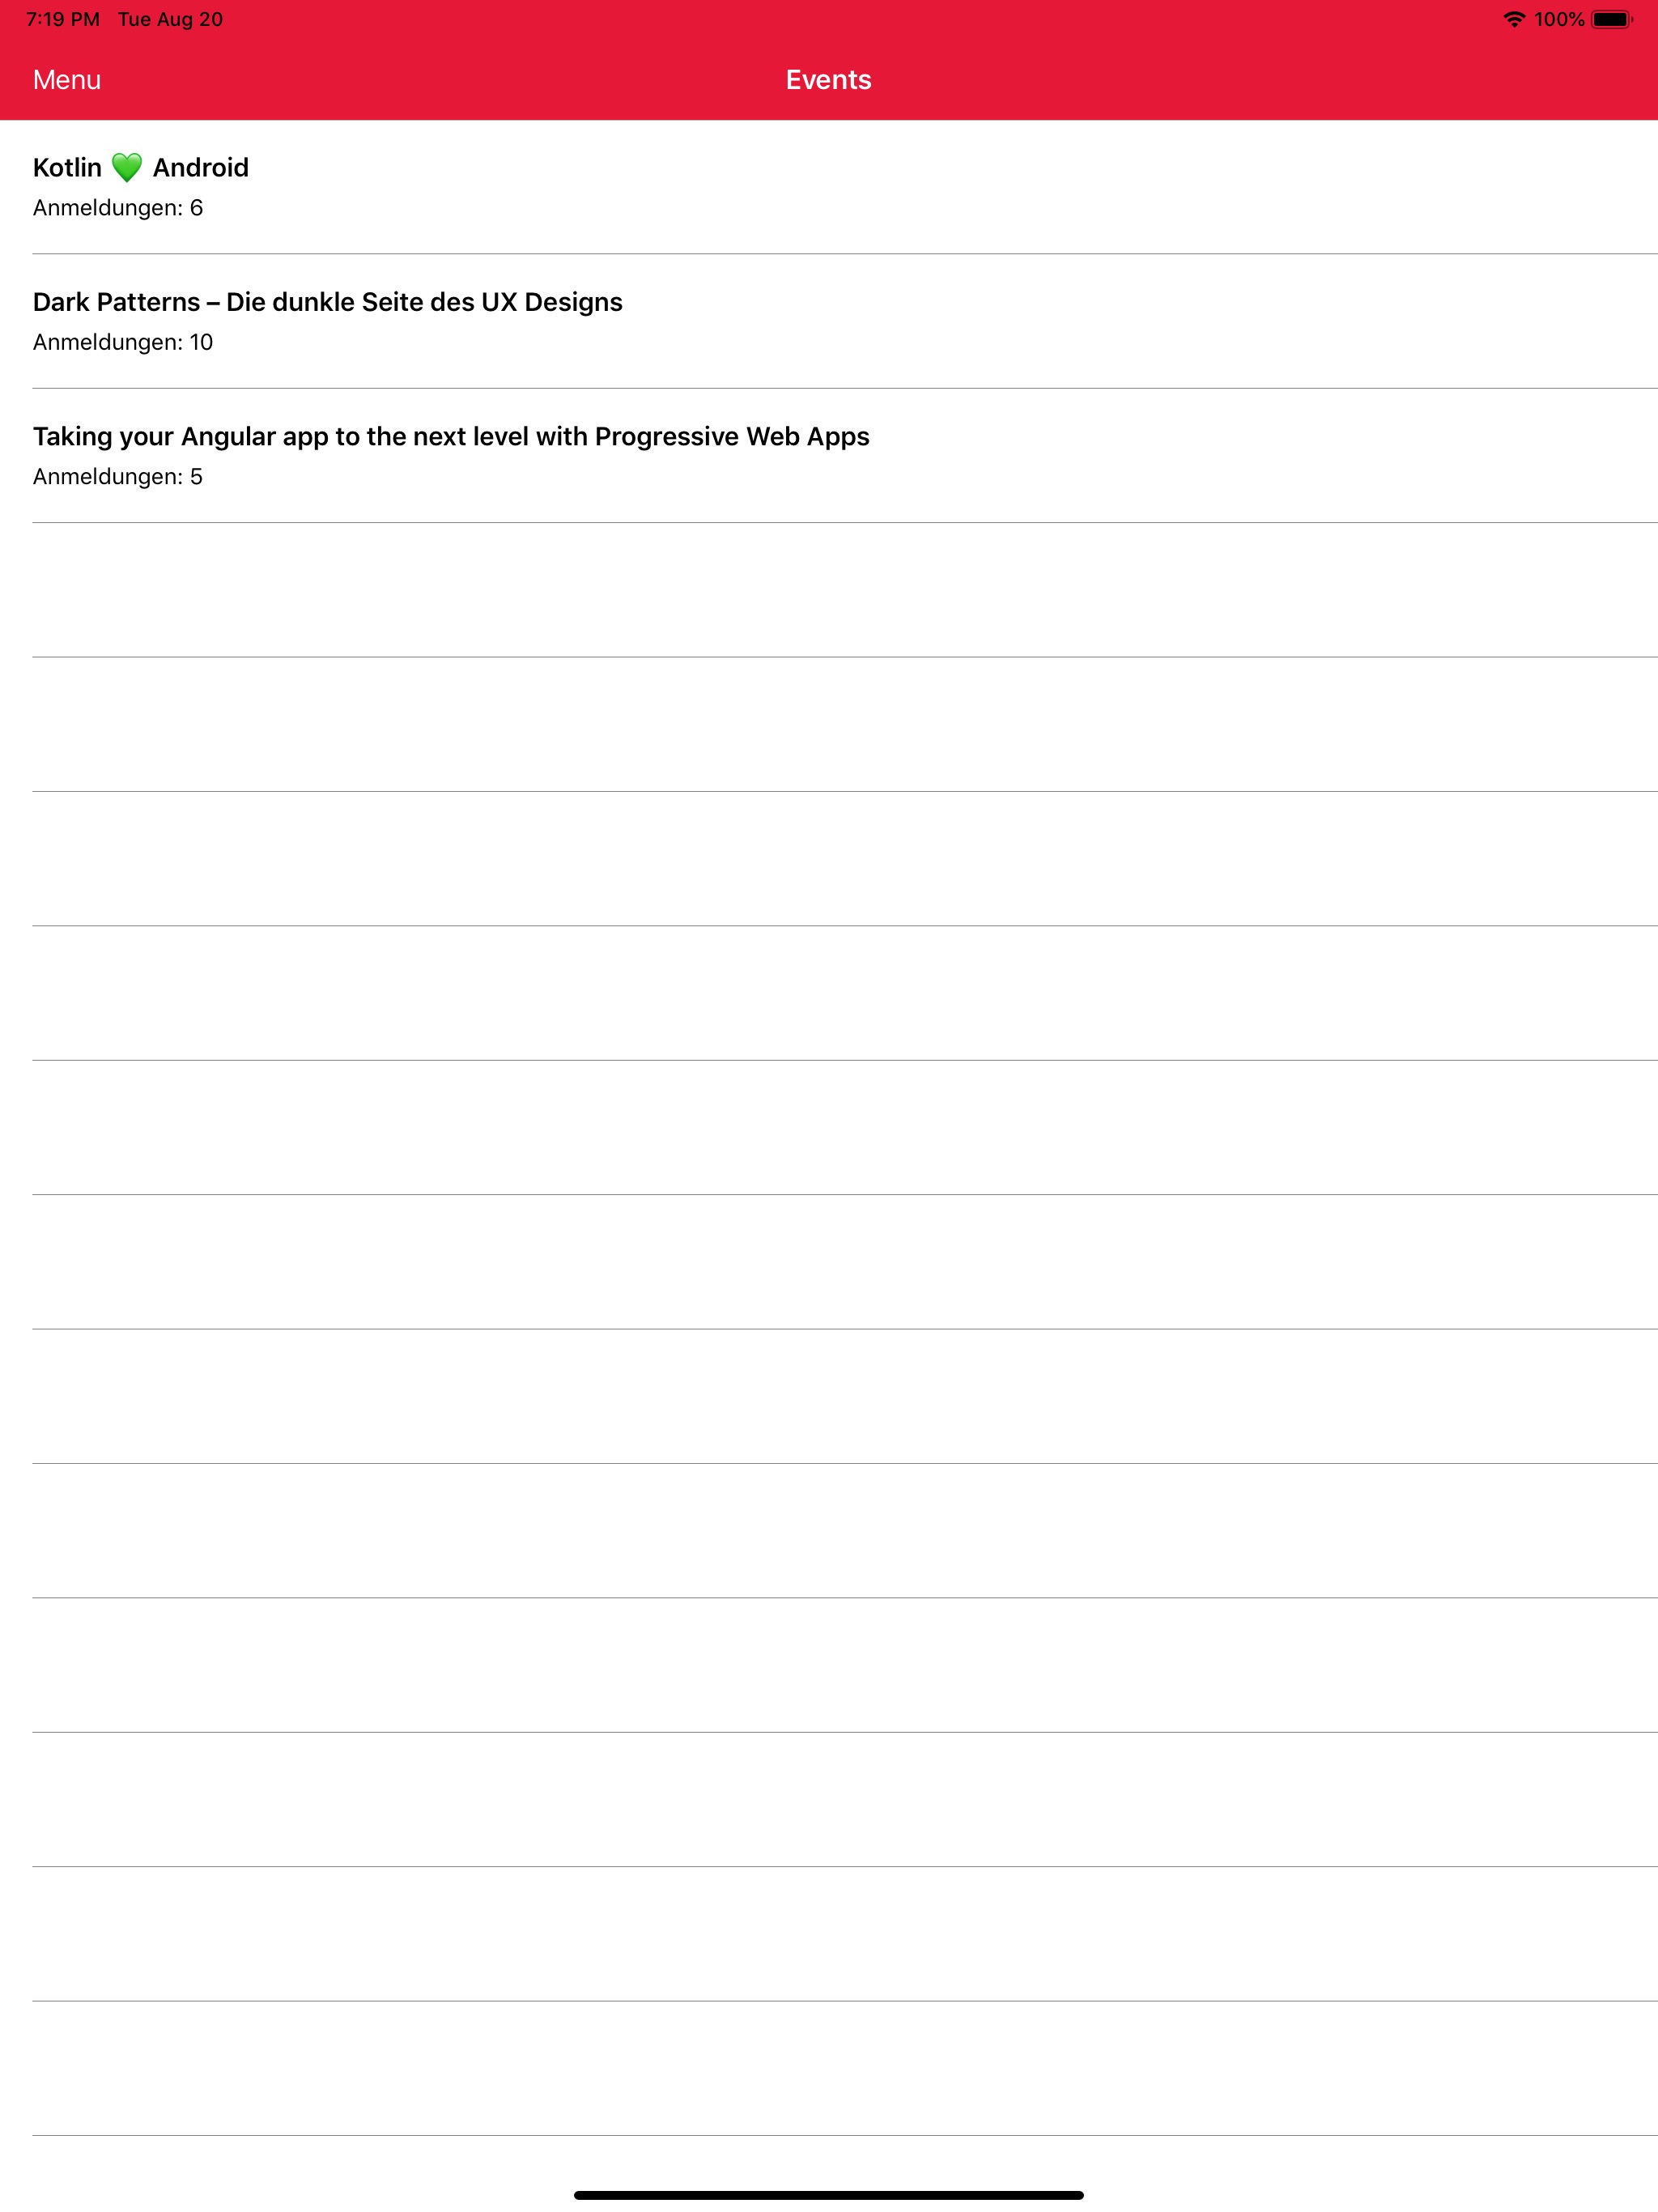 7:19 PM Tue Aug 20 100%
Menu Events
Kotlin 💚 Android
Anmeldungen: 6
Dark Patterns – Die dunkle Seite des UX Designs
Anmeldungen: 10
Taking your Angular app to the next level with Progressive Web Apps
Anmeldungen: 5